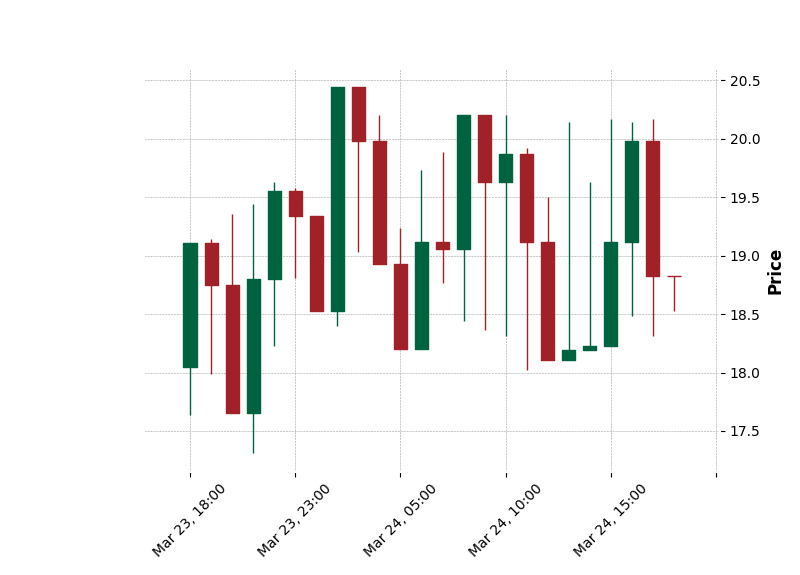 20.5
20.0
19.5
19.0
18.5
18.0
17.5
Price
Mar 23, 18:00
Mar 23, 23:00
Mar 24, 05:00
Mar 24, 10:00
Mar 24, 15:00